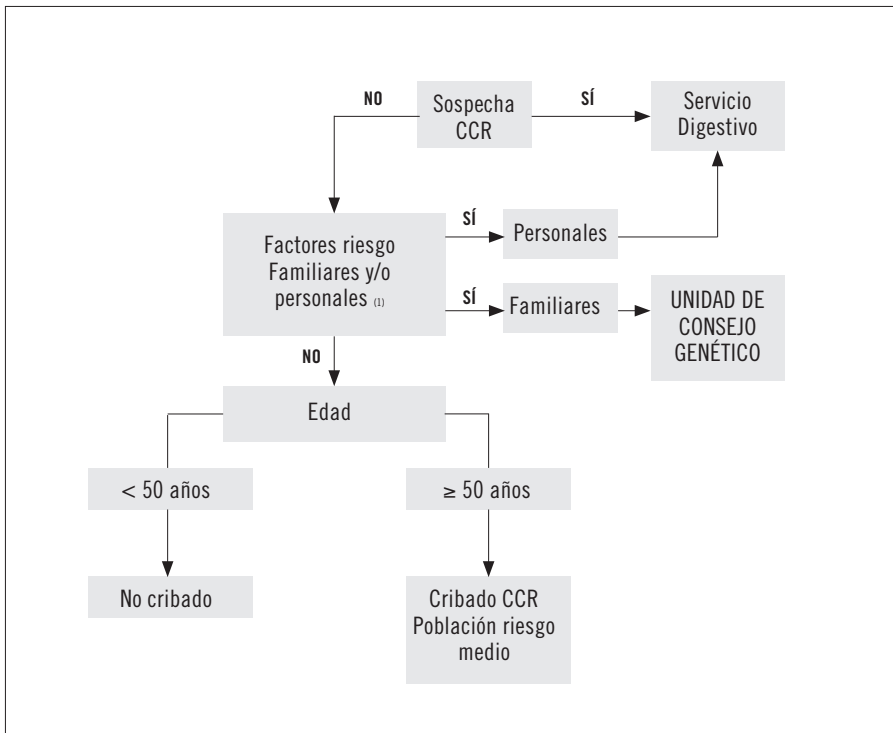 NO
Sospecha
CCR
SÍ
Servicio
Digestivo
Factores riesgo
Familiares y/o
personales (1)
SÍ
Personales
SÍ
Familiares
UNIDAD DE
CONSEJO
GENÉTICO
NO
Edad
< 50 años
≥ 50 años
No cribado
Cribado CCR
Población riesgo
medio